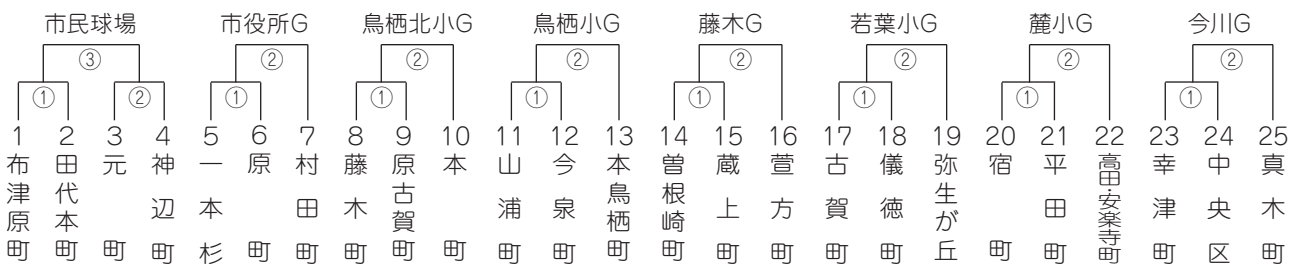 市民球場 市役所G 鳥栖北小G 鳥栖小G 藤木G 若葉小G 麓小G 今川G
③ ② ② ② ② ② ② ②
① ② ① ① ① ① ① ① ①
1 2 3 4 5 6 7 8 9 10 11 12 13 14 15 16 17 18 19 20 21 22 23 24 25
布津原町
田代本町
元町
神辺町
一本杉
原町
村田町
藤木町
原古賀町
本町
山浦町
今泉町
本鳥栖町
曽根崎町
蔵上町
萱方町
古賀町
儀徳町
弥生が丘
宿町
平田町
高田・安楽寺町
幸津町
中央区
真木町